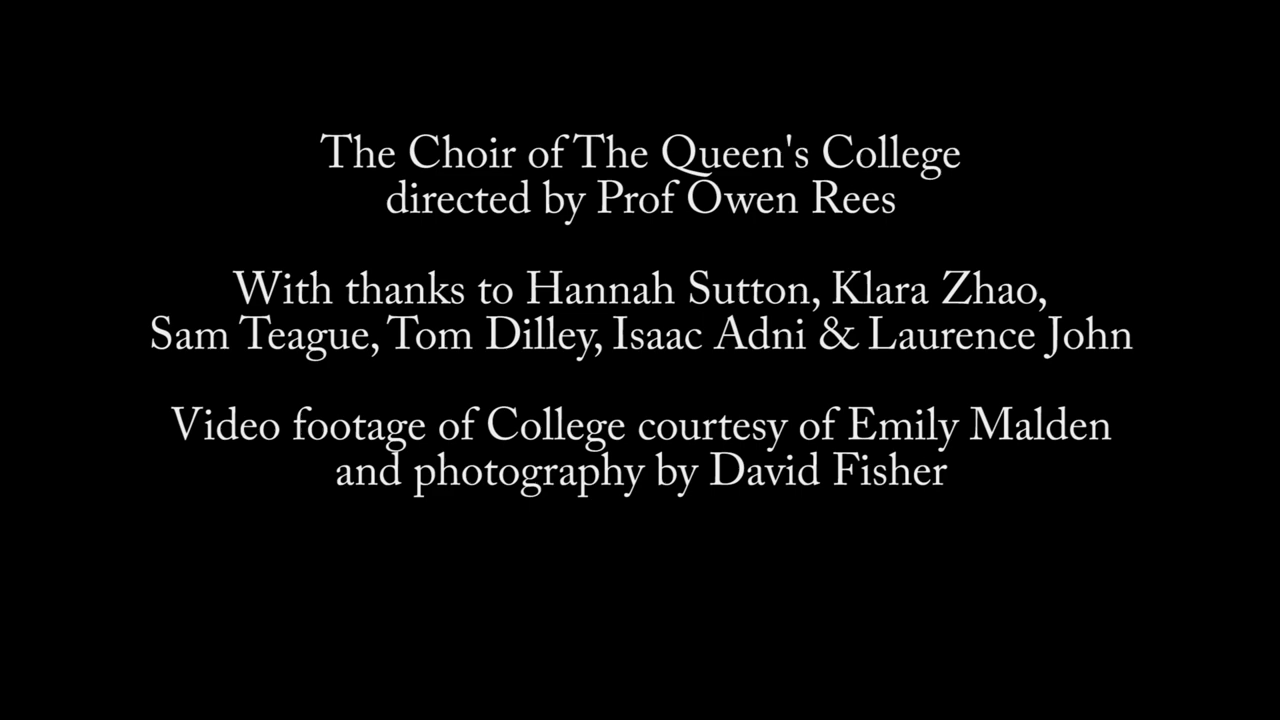 The Choir of The Queen's College
directed by Prof Owen Rees
With thanks to Hannah Sutton, Klara Zhao,
Sam Teague, Tom Dilley, Isaac Adni & Laurence John
Video footage of College courtesy of Emily Malden
and photography by David Fisher